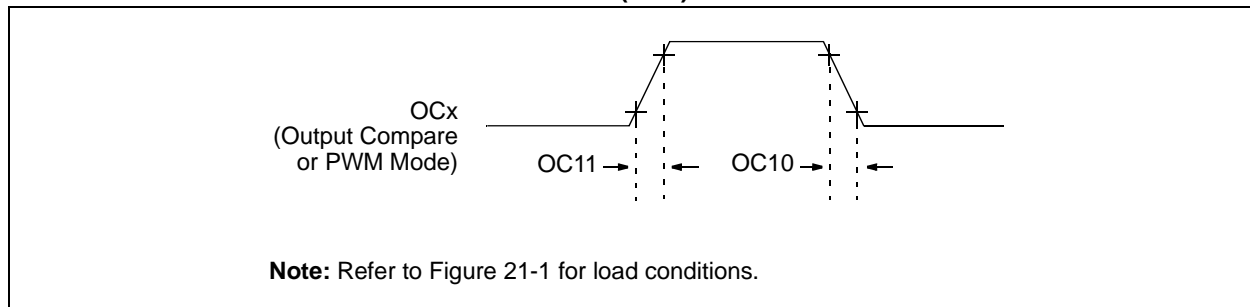 OCx
(Output Compare
or PWM Mode)
OC11
OC10
Note: Refer to Figure 21-1 for load conditions.